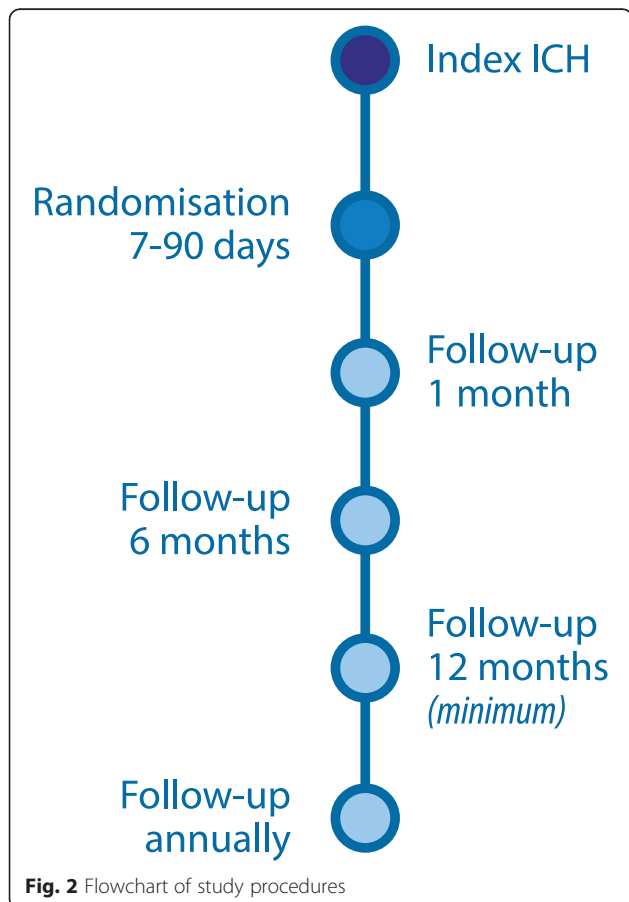 Index ICH
Randomisation
7-90 days
Follow-up
1 month
Follow-up
6 months
Follow-up
12 months
(minimum)
Follow-up
annually
Fig. 2 Flowchart of study procedures